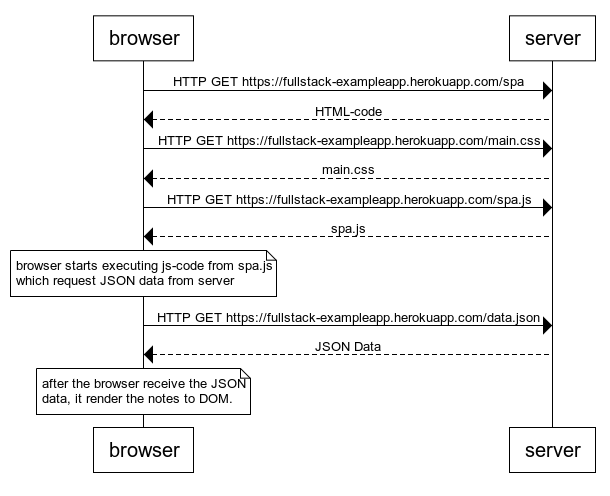 browser
server
HTTP GET https://fullstack-exampleapp.herokuapp.com/spa
HTML-code
HTTP GET https://fullstack-exampleapp.herokuapp.com/main.css
main.css
HTTP GET https://fullstack-exampleapp.herokuapp.com/spa.js
spa.js
browser starts executing js-code from spa.js
which request JSON data from server
HTTP GET https://fullstack-exampleapp.herokuapp.com/data.json
JSON Data
after the browser receive the JSON
data, it render the notes to DOM.
browser
server